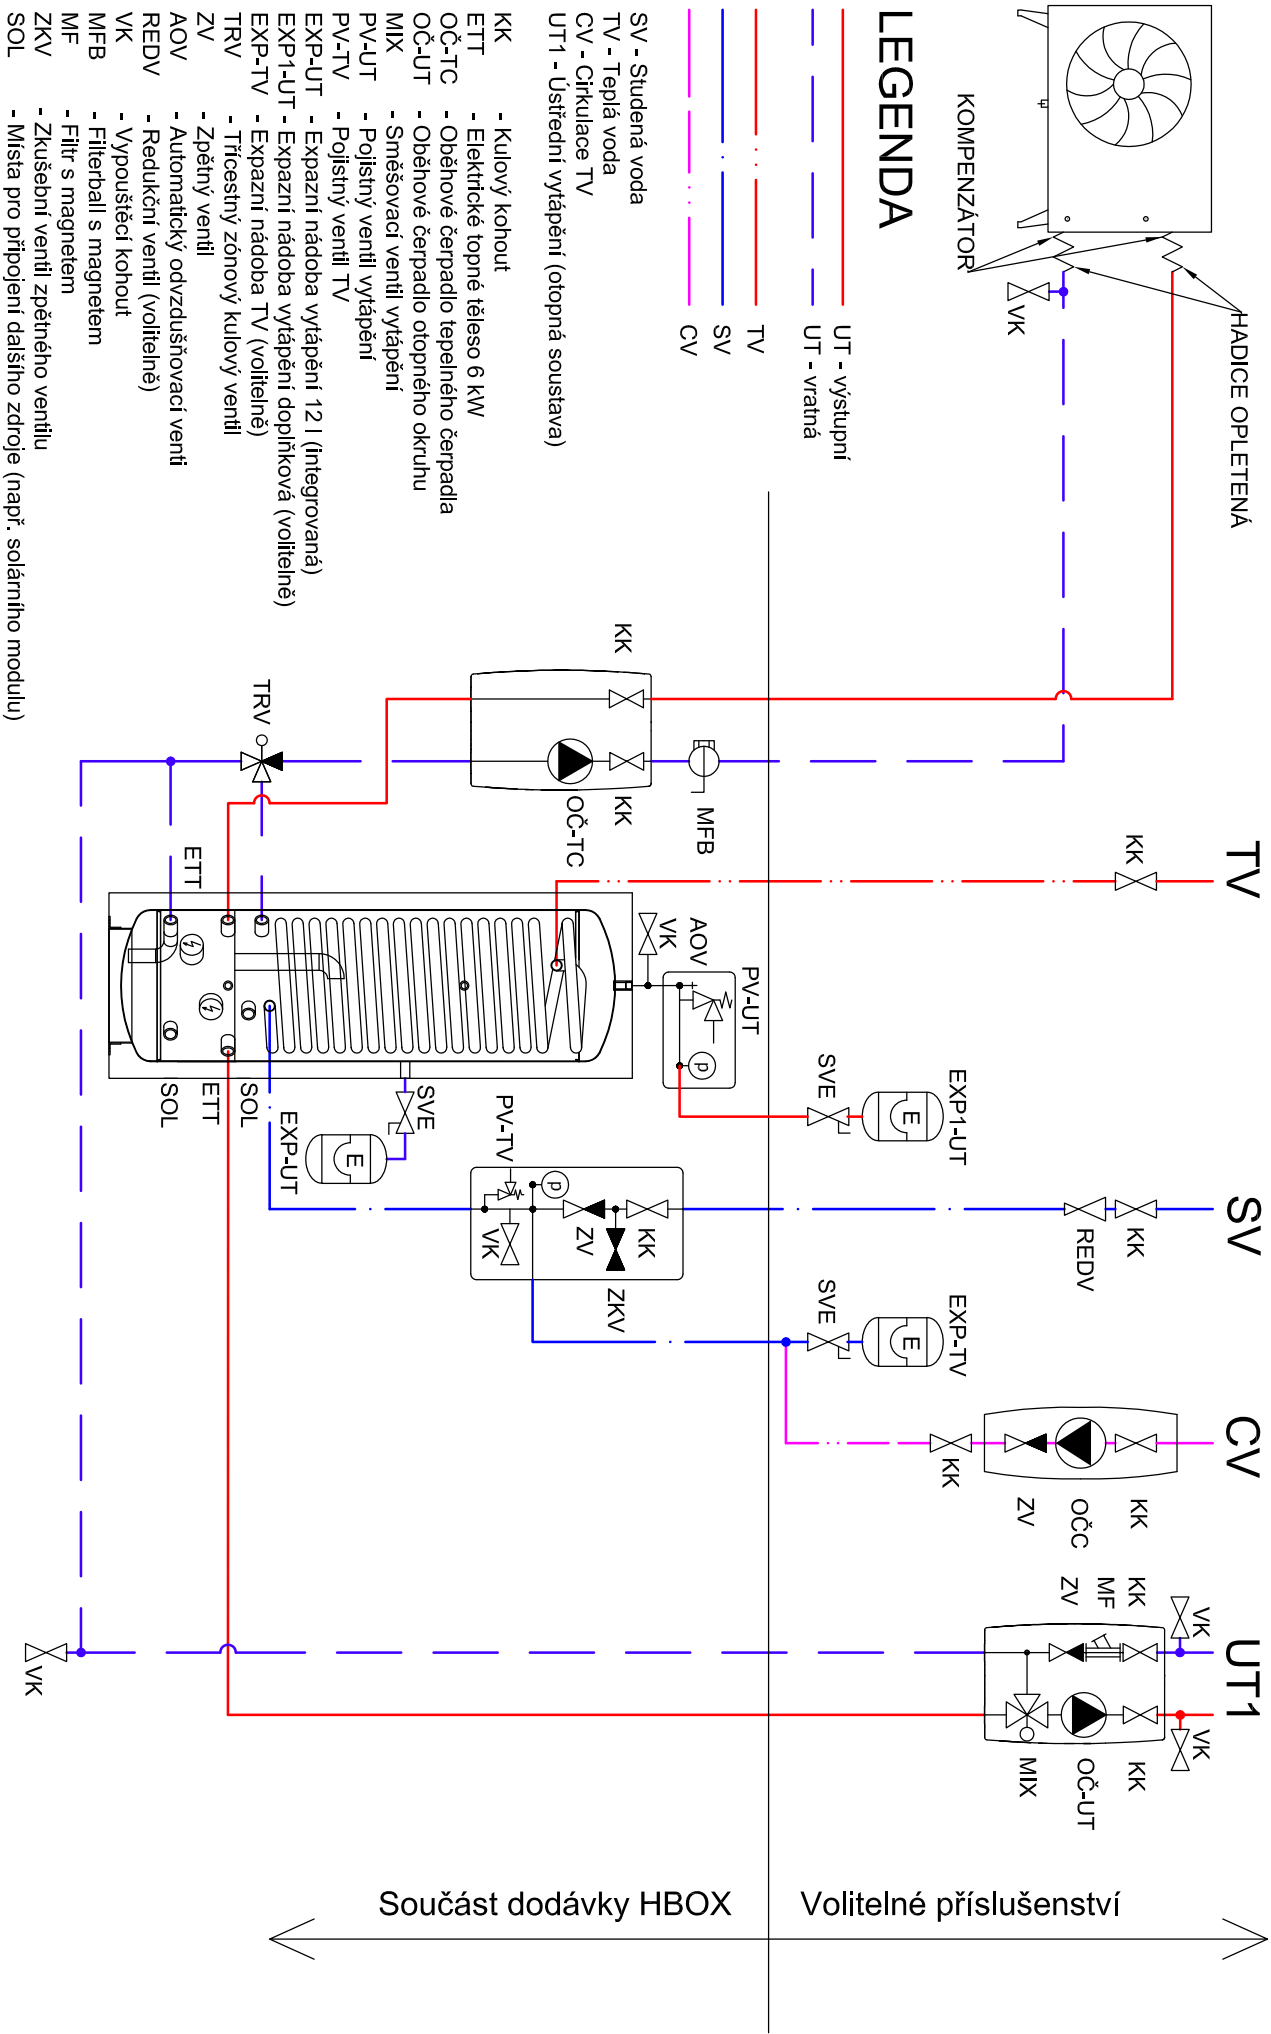 KOMPENZÁTOR
HADICE OPLETENÁ
VK
LEGENDA
UT - výstupní
UT - vratná
TV
SV
CV
SV - Studená voda
TV - Teplá voda
CV - Cirkulace TV
UT1 - Ústřední vytápění (otopná soustava)
KK - Kulový kohout
ETT - Elektrické topné těleso 6 kW
OČ-TC - Oběhové čerpadlo tepelného čerpadla
OČ-UT - Oběhové čerpadlo otopného okruhu
MIX - Směšovací ventil vytápění
PV-UT - Pojistný ventil vytápění
PV-TV - Pojistný ventil TV
EXP-UT - Expazní nádoba vytápění 12 l (integrovaná)
EXP1-UT - Expazní nádoba vytápění doplňková (volitelně)
EXP-TV - Expazní nádoba TV (volitelně)
TRV - Třícestný zónový kulový ventil
ZV - Zpětný ventil
AOV - Automatický odvzdušňovací venti
REDV - Redukční ventil (volitelně)
VK - Vypouštěcí kohout
MFB - Filterball s magnetem
MF - Filtr s magnetem
ZKV - Zkušební ventil zpětného ventilu
SOL - Místa pro připojení dalšího zdroje (např. solárního modulu)
TV
SV
CV
UT1
KK
KK
REDV
KK
OČC
ZV
KK
VK
KK
MF
ZV
VK
KK
OČ-UT
MIX
EXP1-UT
E
SVE
EXP-TV
E
SVE
KK
KK
OČ-TC
MFB
TRV
PV-UT
AOV
VK
p
KK
ZKV
ZV
p
PV-TV
VK
SVE
EXP-UT
E
ETT
SOL
ETT
SOL
VK
Součást dodávky HBOX
Volitelné příslušenství